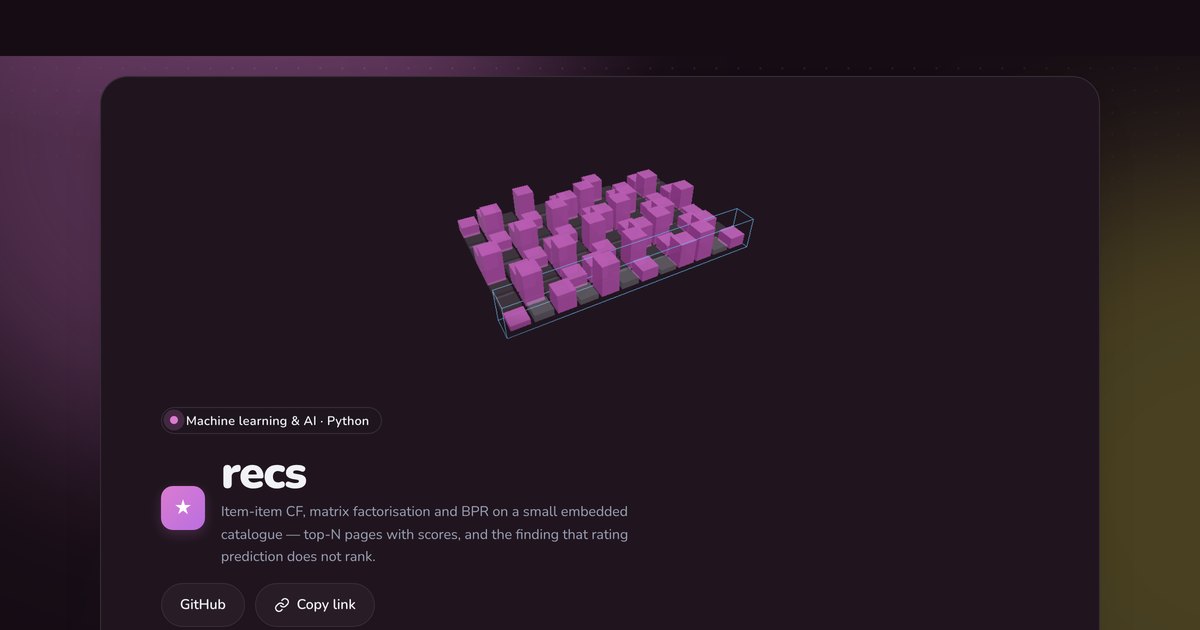 Machine learning & AI · Python
recs
Item-item CF, matrix factorisation and BPR on a small embedded
catalogue — top-N pages with scores, and the finding that rating
prediction does not rank.
GitHub
Copy link